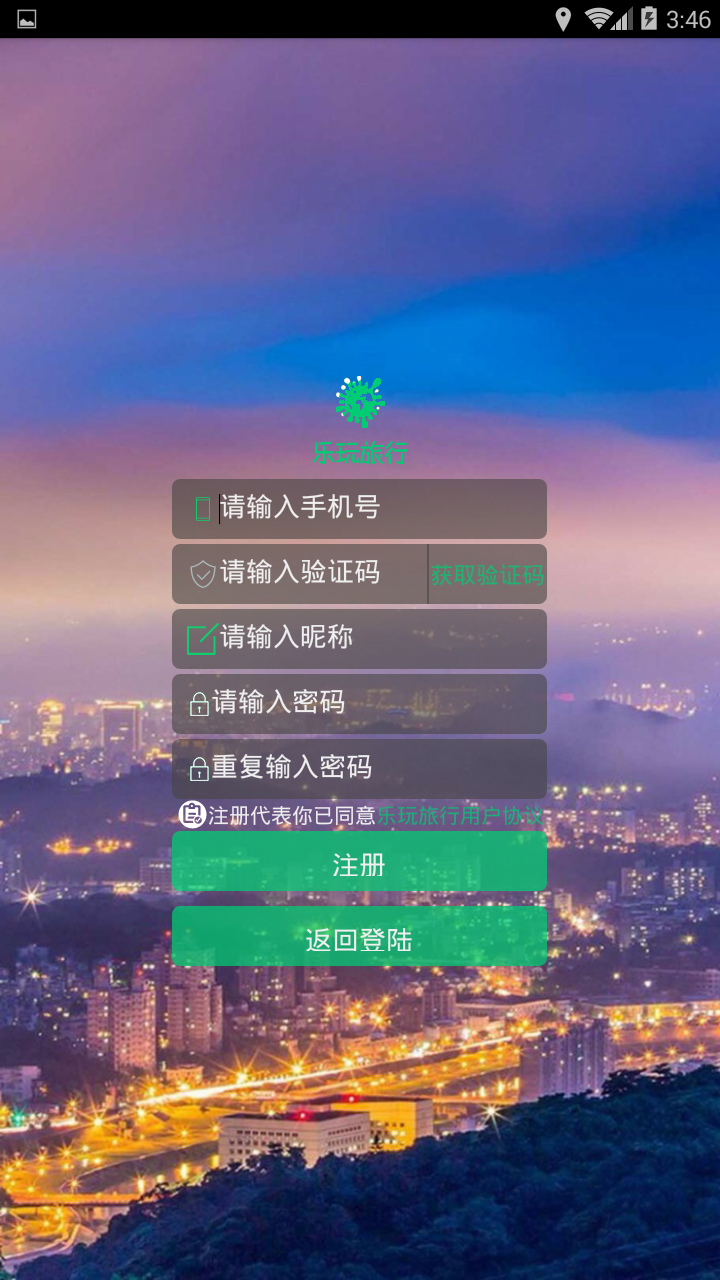 3:46
乐玩旅行
请输入手机号
请输入验证码 获取验证码
请输入昵称
请输入密码
重复输入密码
注册代表你已同意乐玩旅行用户协议
注册
返回登陆